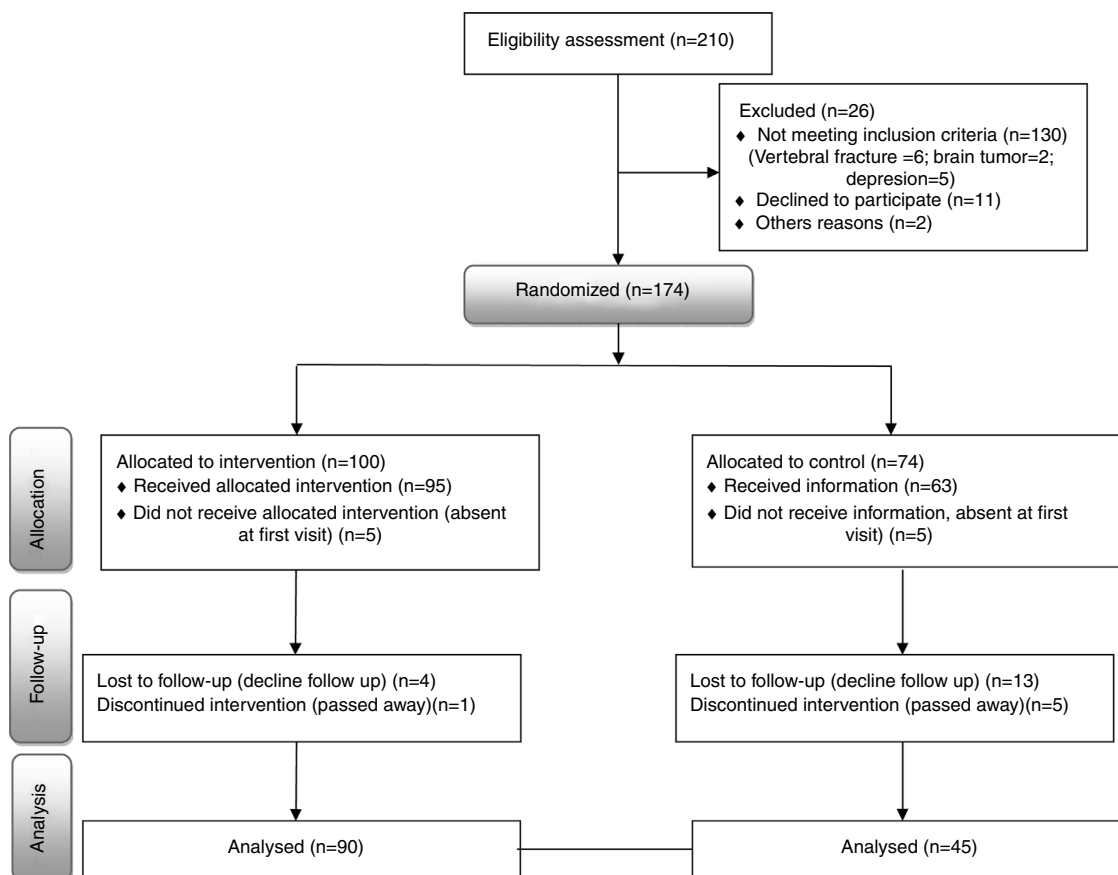 Eligibility assessment (n=210)
Excluded (n=26)
♦ Not meeting inclusion criteria (n=130)
(Vertebral fracture =6; brain tumor=2;
depresion=5)
♦ Declined to participate (n=11)
♦ Others reasons (n=2)
Randomized (n=174)
Allocation
Allocated to intervention (n=100)
♦ Received allocated intervention (n=95)
♦ Did not receive allocated intervention (absent
at first visit) (n=5)
Allocated to control (n=74)
♦ Received information (n=63)
♦ Did not receive information, absent at first
visit) (n=5)
Follow-up
Lost to follow-up (decline follow up) (n=4)
Discontinued intervention (passed away)(n=1)
Lost to follow-up (decline follow up) (n=13)
Discontinued intervention (passed away)(n=5)
Analysis
Analysed (n=90)
Analysed (n=45)